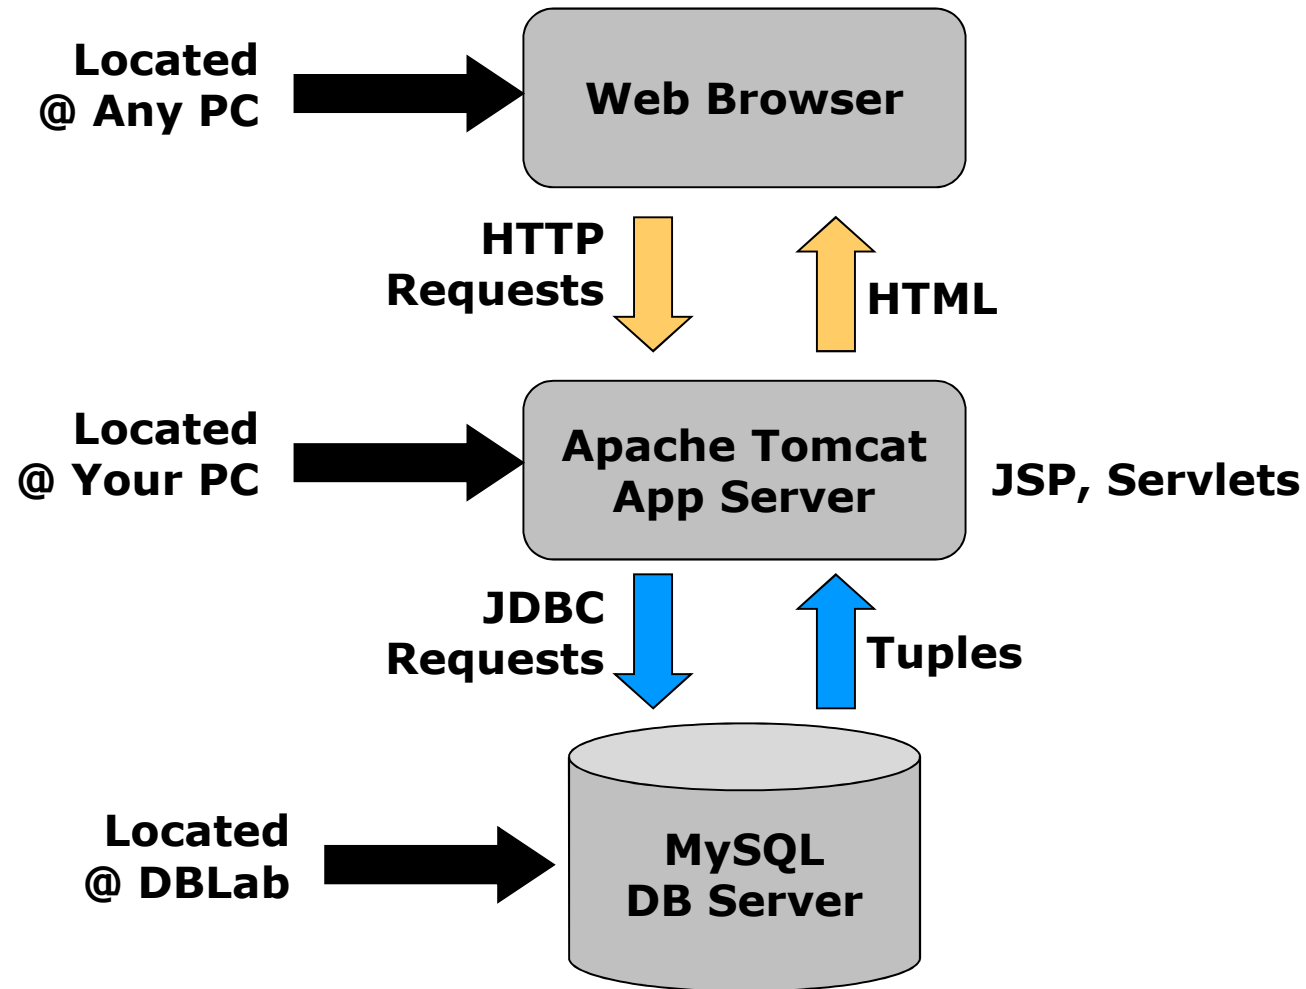 Located
@ Any PC
Web Browser
HTTP
Requests
HTML
Located
@ Your PC
Apache Tomcat
App Server
JSP, Servlets
JDBC
Requests
Tuples
Located
@ DBLab
MySQL
DB Server